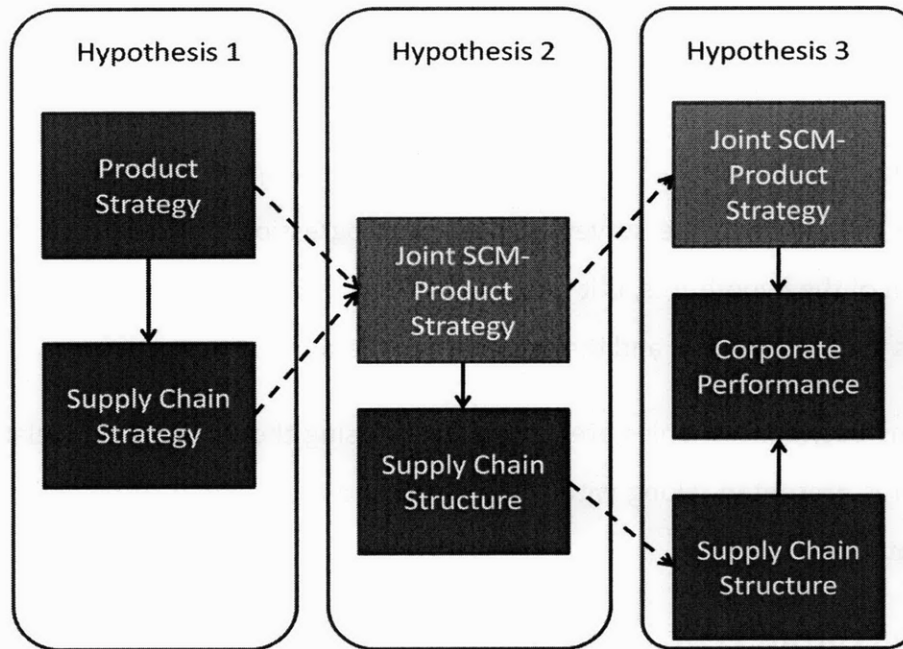 Hypothesis 1
Product
Strategy
Supply Chain
Strategy
Hypothesis 2
Joint SCM-
Product
Strategy
Supply Chain
Structure
Hypothesis 3
Joint SCM-
Product
Strategy
Corporate
Performance
Supply Chain
Structure